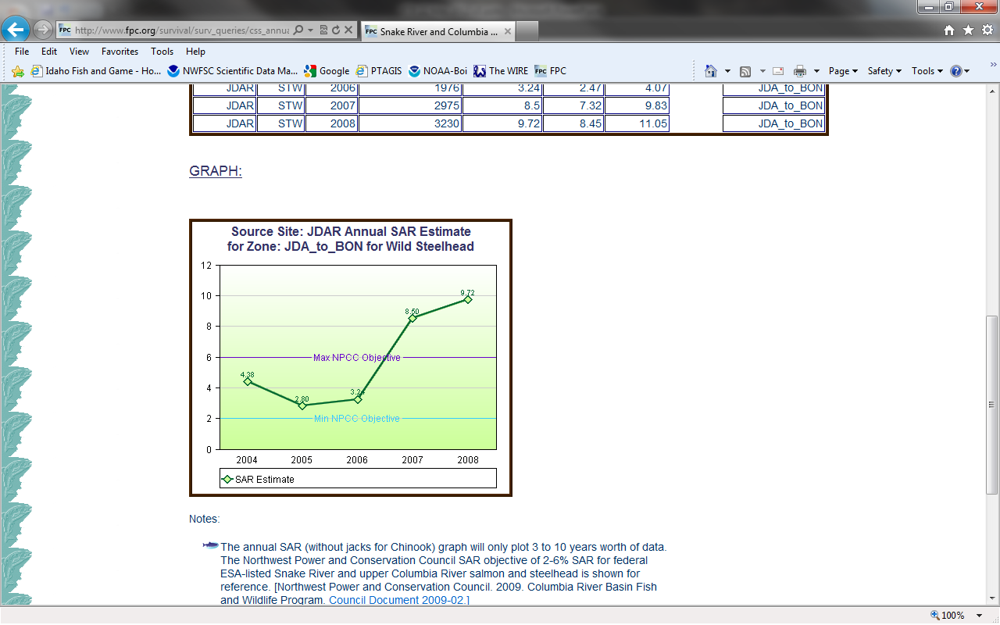 FPC http://www.fpc.org/survival/surv_queries/css_annua
FPC Snake River and Columbia ...
File Edit View Favorites Tools Help
Idaho Fish and Game - Ho... NWFSC Scientific Data Ma... Google PTAGIS NOAA-Boi The WIRE FPC FPC Page Safety Tools
JDAR STW 2006 1976 3.24 2.47 4.07 JDA_to_BON
JDAR STW 2007 2975 8.5 7.32 9.83 JDA_to_BON
JDAR STW 2008 3230 9.72 8.45 11.05 JDA_to_BON
GRAPH:
Source Site: JDAR Annual SAR Estimate
for Zone: JDA_to_BON for Wild Steelhead
12
9.72
10
8.50
8
Max NPCC Objective
6
4.38
4
3.24
2.80
Min NPCC Objective
2
0
2004 2005 2006 2007 2008
SAR Estimate
Notes:
The annual SAR (without jacks for Chinook) graph will only plot 3 to 10 years worth of data.
The Northwest Power and Conservation Council SAR objective of 2-6% SAR for federal
ESA-listed Snake River and upper Columbia River salmon and steelhead is shown for
reference. [Northwest Power and Conservation Council. 2009. Columbia River Basin Fish
and Wildlife Program. Council Document 2009-02.]
100%